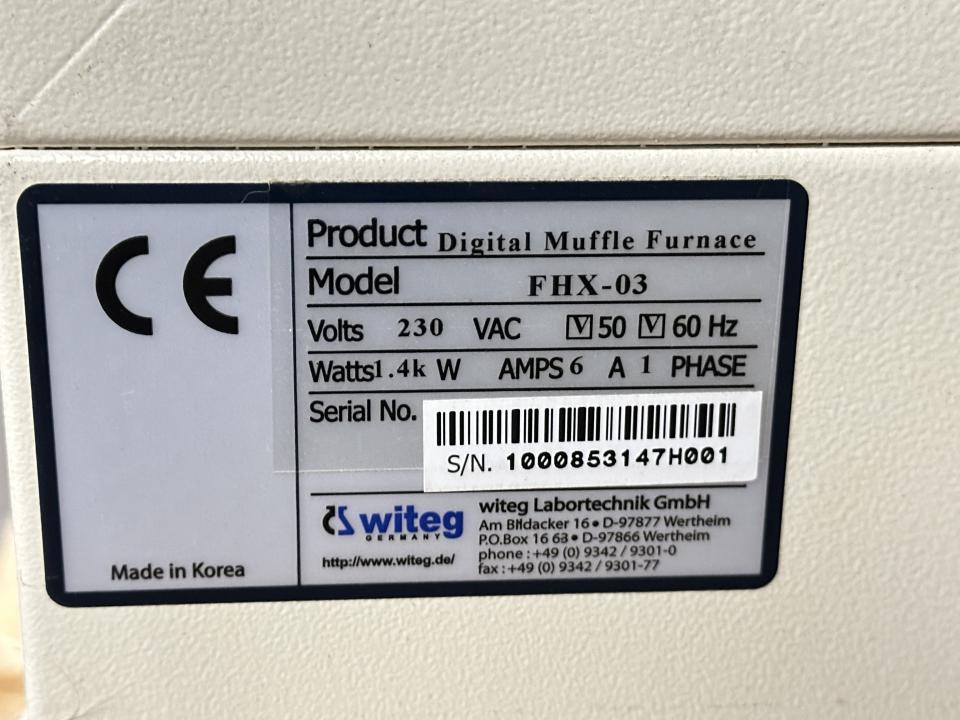 CE
Product Digital Muffle Furnace
Model FHX-03
Volts 230 VAC V 50 V 60 Hz
Watts 1.4k W AMPS 6 A 1 PHASE
Serial No.
S/N. 1000853147H001
witeg
GERMANY
http://www.witeg.de/
witeg Labortechnik GmbH
Am Bildacker 16 • D-97877 Wertheim
P.O.Box 16 63 • D-97866 Wertheim
phone : +49 (0) 9342 / 9301-0
fax : +49 (0) 9342 / 9301-77
Made in Korea